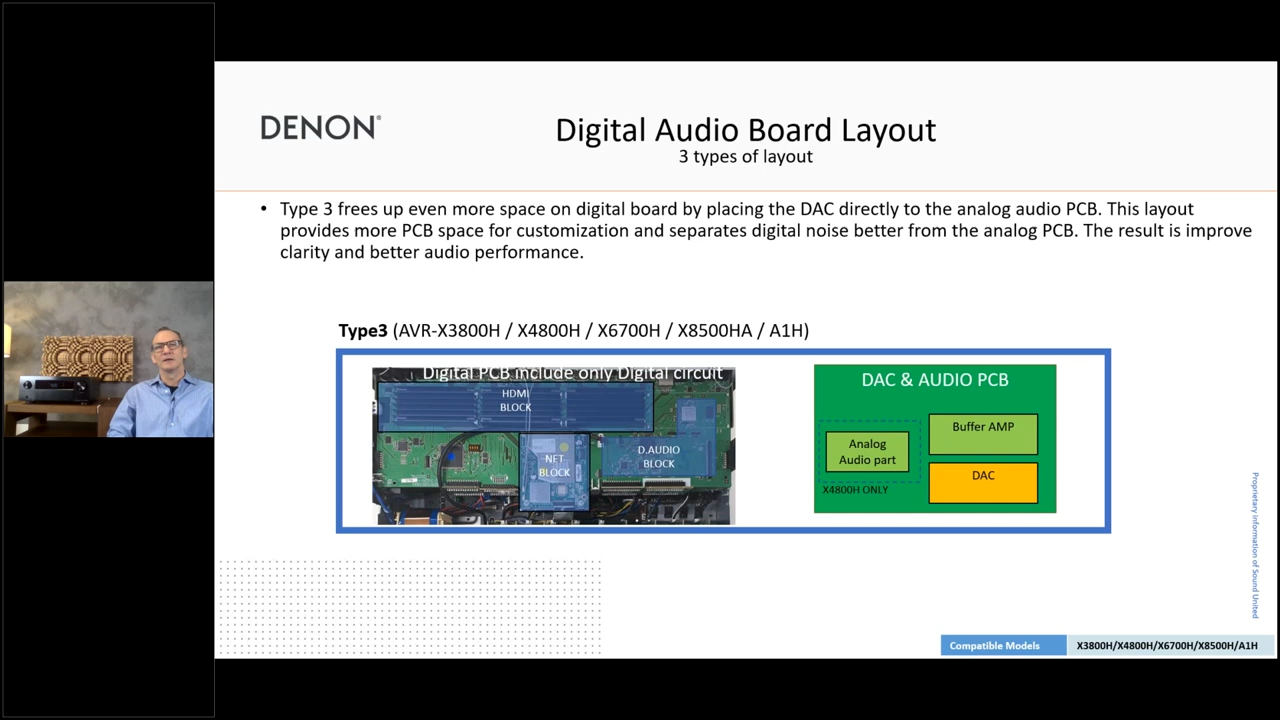 DENON®
Digital Audio Board Layout
3 types of layout
• Type 3 frees up even more space on digital board by placing the DAC directly to the analog audio PCB. This layout
provides more PCB space for customization and separates digital noise better from the analog PCB. The result is improve
clarity and better audio performance.
Type3 (AVR-X3800H / X4800H / X6700H / X8500HA / A1H)
Digital PCB include only Digital circuit
HDMI
BLOCK
NET
BLOCK
D.AUDIO
BLOCK
DAC & AUDIO PCB
Analog
Audio part
X4800H ONLY
Buffer AMP
DAC
Proprietary information of Sound United
Compatible Models
X3800H/X4800H/X6700H/X8500H/A1H